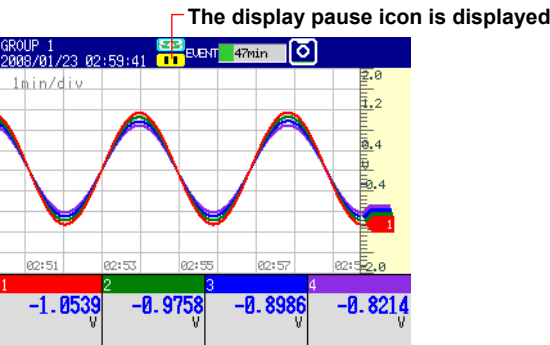 The display pause icon is displayed
GROUP 1
2008/01/23 02:59:41
EVENT 47min
1min/div
2.0
1.2
0.4
-0.4
1
02:51 02:53 02:55 02:57
-2.0
1 2 3 4
-1.0539 -0.9758 -0.8986 -0.8214
V V V V